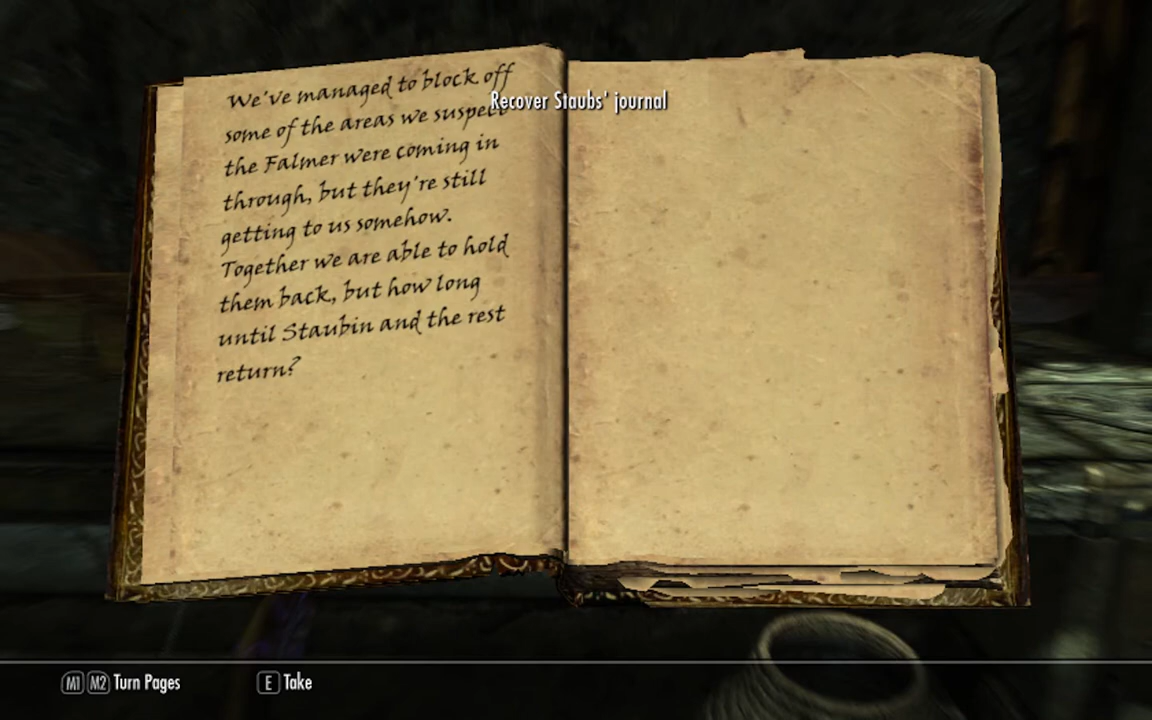 We've managed to block off
Recover Staubs' journal
some of the areas we suspect
the Falmer were coming in
through, but they're still
getting to us somehow.
Together we are able to hold
them back, but how long
until Staubin and the rest
return?
M1 M2 Turn Pages
E Take